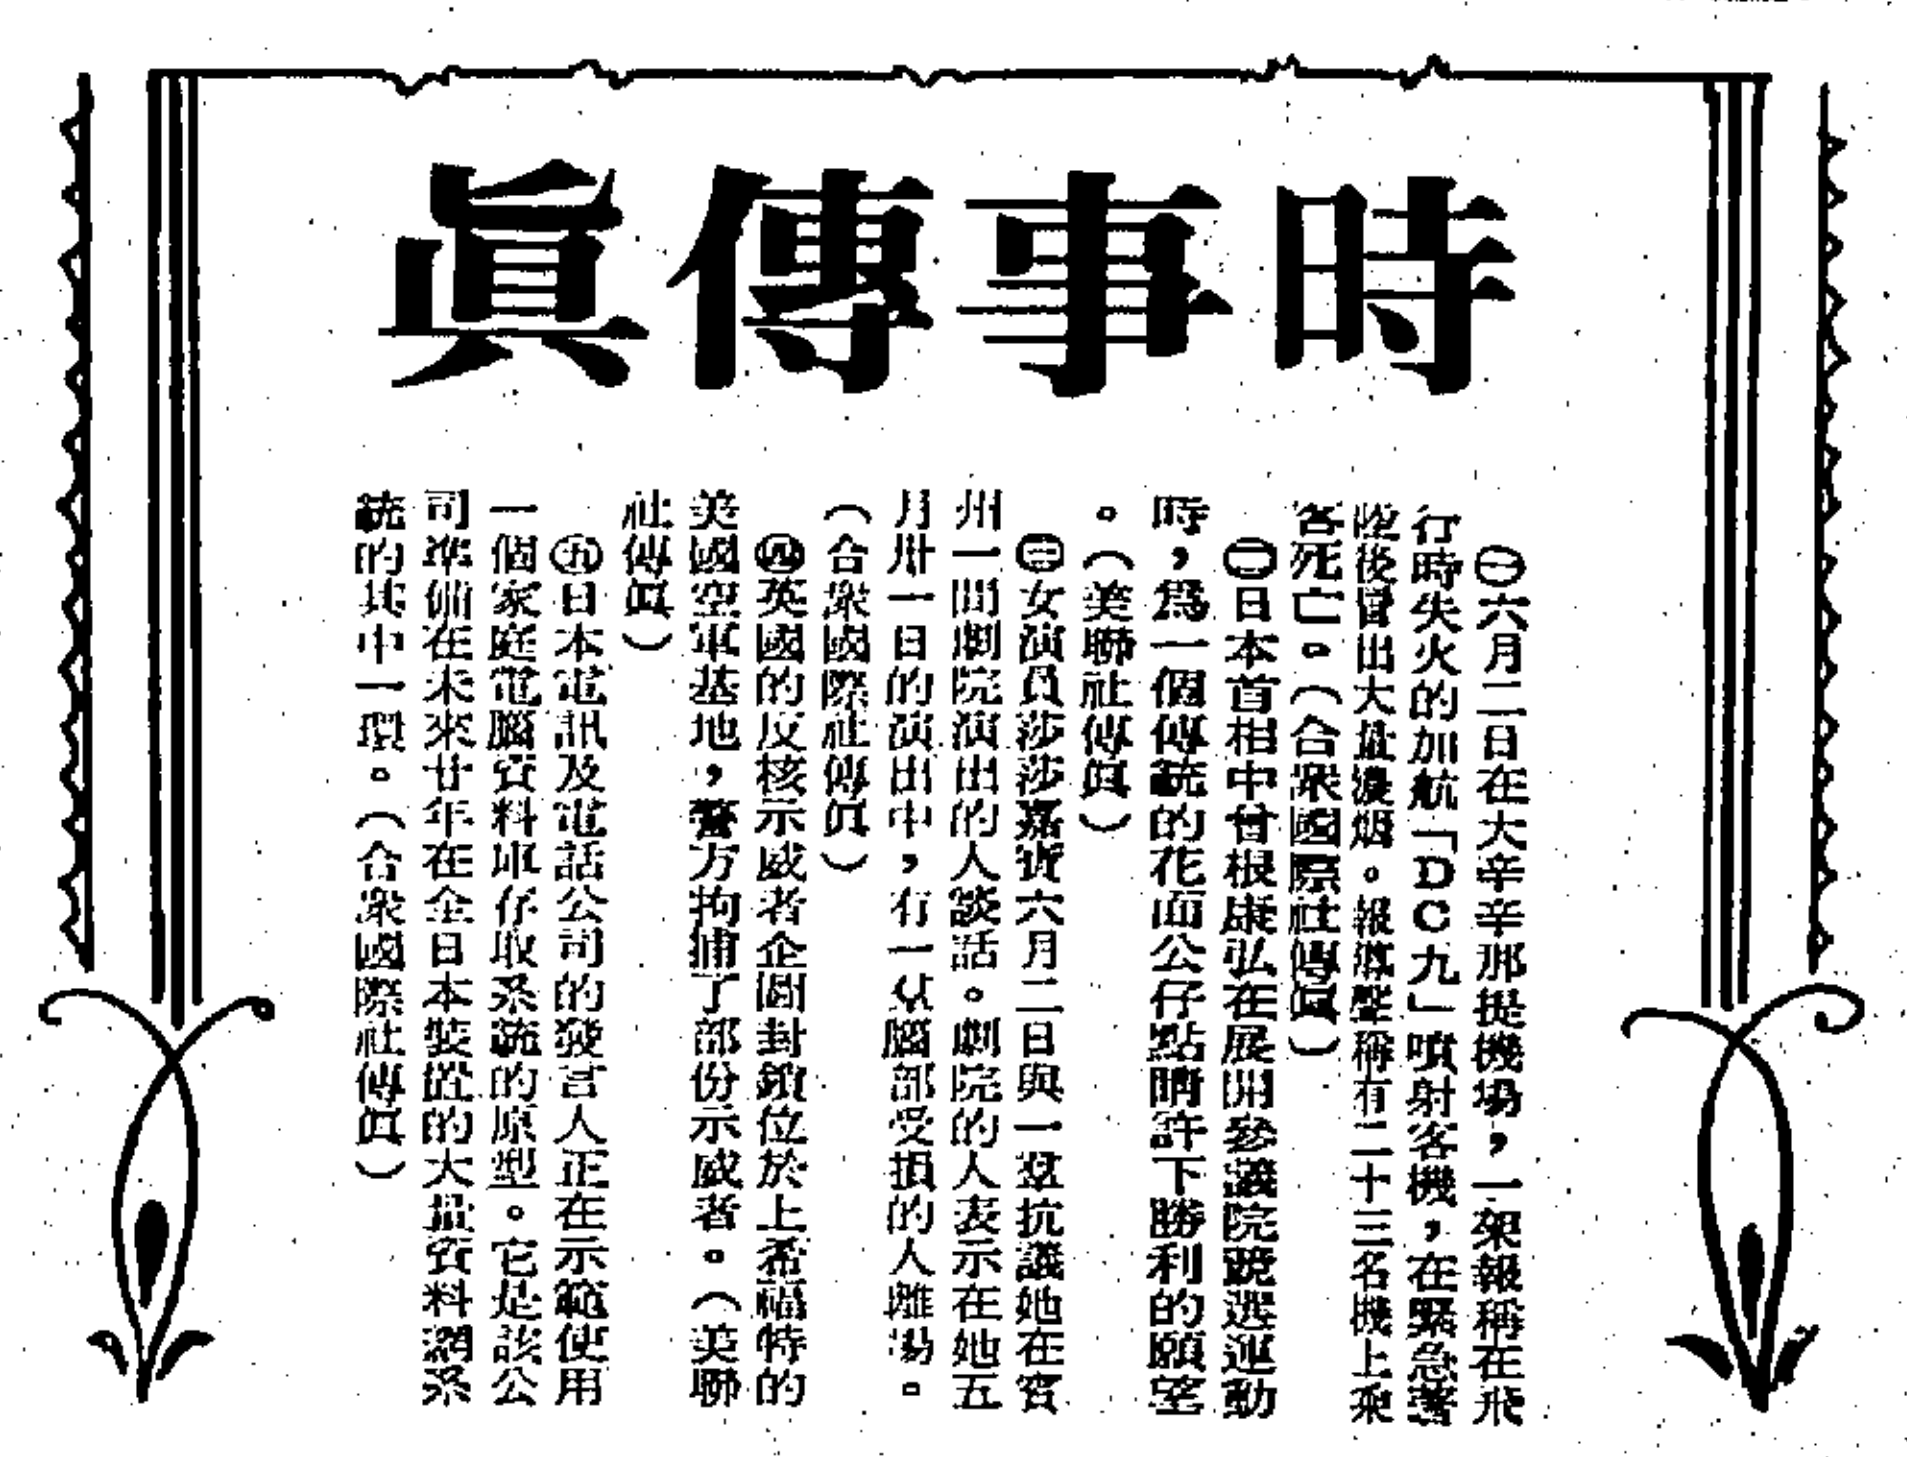 時事傳眞
㊀六月二日在大辛辛那提機場，一架報稱在飛
行時失火的加航「DC九」噴射客機，在緊急著
陸後冒出大量濃烟。報導聲稱有二十三名機上乘
客死亡。（合衆國際社傳眞）
㊁日本首相中曾根康弘在展開參議院競選運動
時，爲一個傳統的花面公仔點睛許下勝利的願望
。（美聯社傳眞）
㊂女演員莎莎嘉寶六月二日與一羣抗議她在賓
州一間劇院演出的人談話。劇院的人表示在她五
月卅一日的演出中，有一羣腦部受損的人離場。
（合衆國際社傳眞）
㊃英國的反核示威者企圖封鎖位於上希福特的
美國空軍基地，警方拘捕了部份示威者。（美聯
社傳眞）
㊄日本電訊及電話公司的發言人正在示範使用
一個家庭電腦資料庫存取系統的原型。它是該公
司準備在未來廿年在全日本裝置的大量資料網系
統的其中一環。（合衆國際社傳眞）